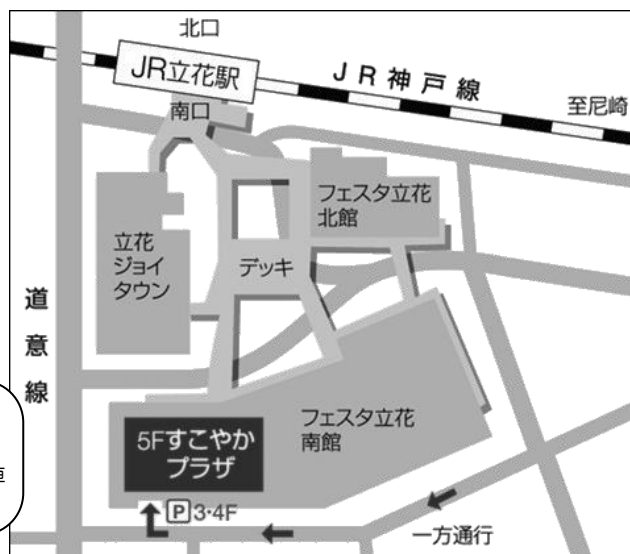 北口
JR立花駅
JR神戸線
南口
至尼崎
フェスタ立花
北館
立花
ジョイ
タウン
デッキ
道意線
フェスタ立花
南館
5Fすこやか
プラザ
P 3・4F
一方通行